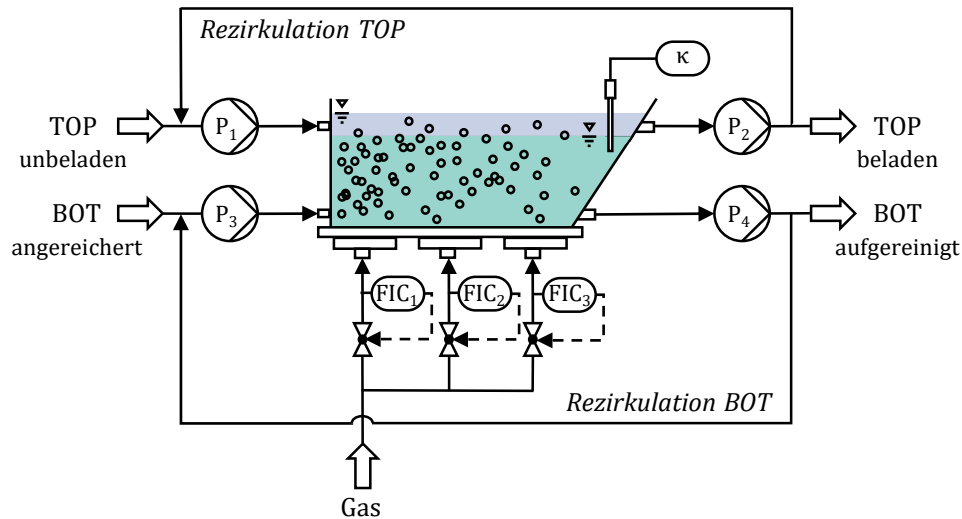 Rezirkulation TOP
κ
TOP
unbeladen
P₁
P₂
TOP
beladen
BOT
angereichert
P₃
P₄
BOT
aufgereinigt
FIC₁
FIC₂
FIC₃
Rezirkulation BOT
Gas